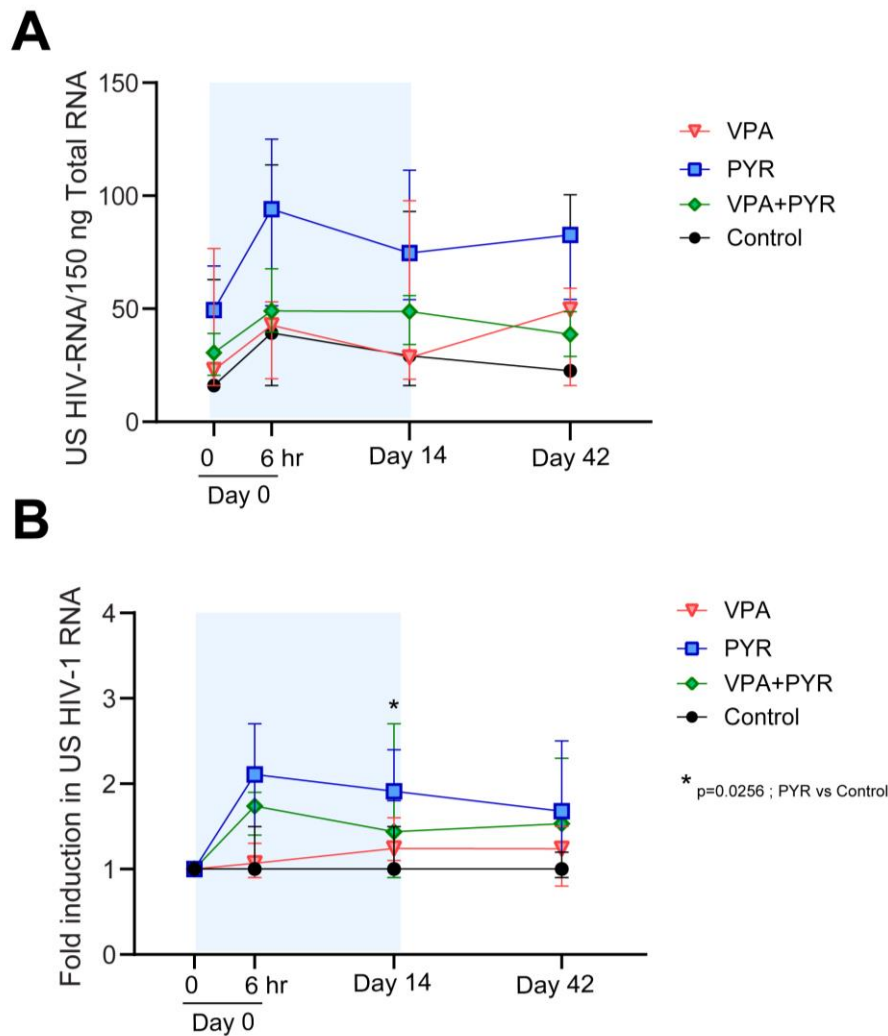 A
US HIV-RNA/150 ng Total RNA
150
100
50
0
0 6 hr Day 14 Day 42
Day 0
VPA
PYR
VPA+PYR
Control
B
Fold induction in US HIV-1 RNA
4
3
2
1
0
*
0 6 hr Day 14 Day 42
Day 0
VPA
PYR
VPA+PYR
Control
* p=0.0256 ; PYR vs Control